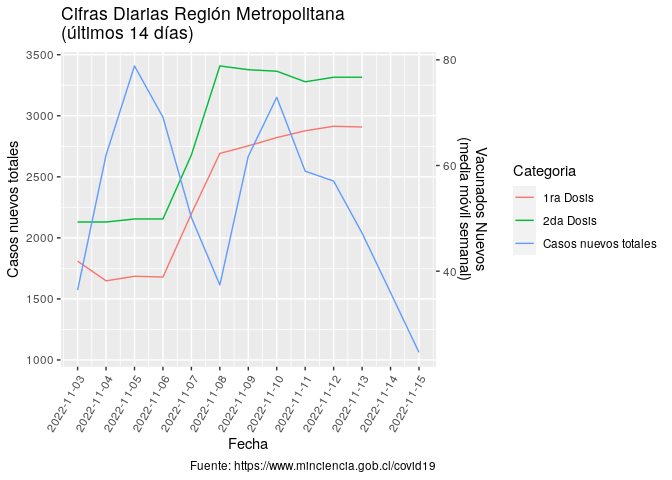 Cifras Diarias Región Metropolitana
(últimos 14 días)
3500
3000
2500
2000
1500
1000
Casos nuevos totales
80
60
40
Vacunados Nuevos
(media móvil semanal)
2022-11-03
2022-11-04
2022-11-05
2022-11-06
2022-11-07
2022-11-08
2022-11-09
2022-11-10
2022-11-11
2022-11-12
2022-11-13
2022-11-14
2022-11-15
Fecha
Categoria
1ra Dosis
2da Dosis
Casos nuevos totales
Fuente: https://www.minciencia.gob.cl/covid19